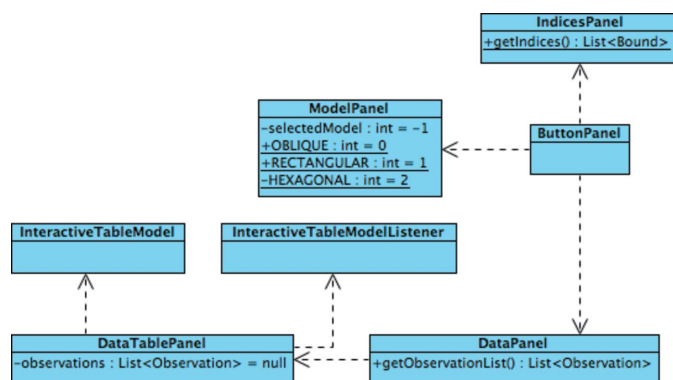 IndicesPanel
+getIndices() : List<Bound>
ModelPanel
-selectedModel : int = -1
+OBLIQUE : int = 0
+RECTANGULAR : int = 1
-HEXAGONAL : int = 2
ButtonPanel
InteractiveTableModel
InteractiveTableModelListener
DataTablePanel
-observations : List<Observation> = null
DataPanel
+getObservationList() : List<Observation>